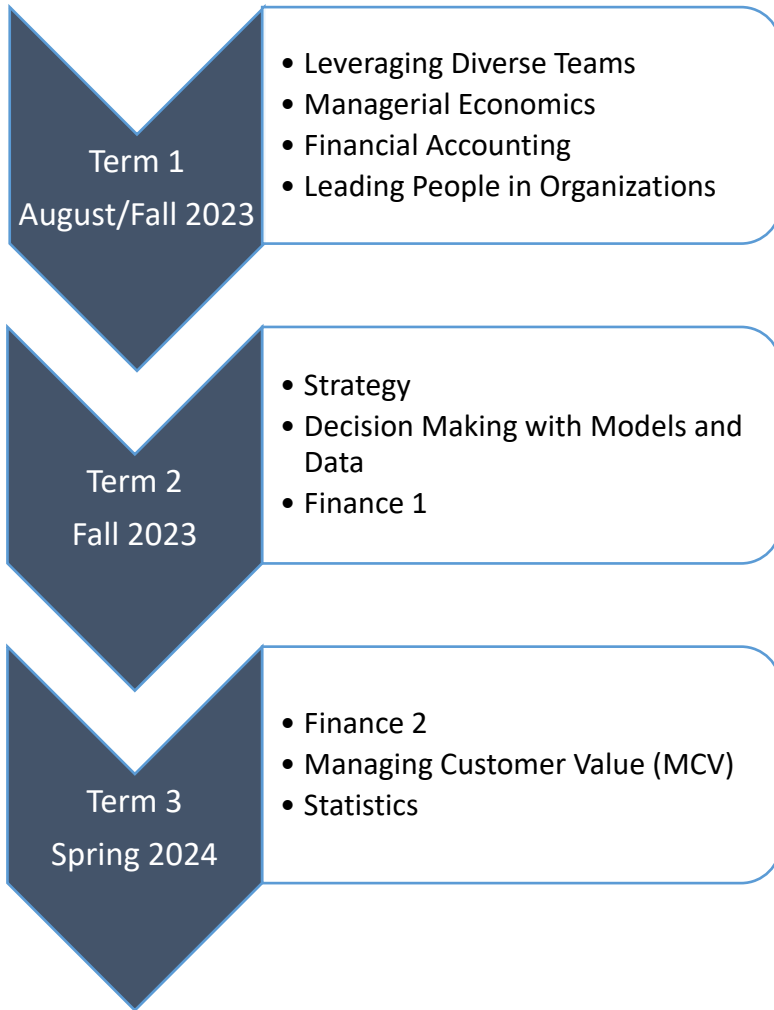 Term 1
August/Fall 2023
• Leveraging Diverse Teams
• Managerial Economics
• Financial Accounting
• Leading People in Organizations
Term 2
Fall 2023
• Strategy
• Decision Making with Models and
Data
• Finance 1
Term 3
Spring 2024
• Finance 2
• Managing Customer Value (MCV)
• Statistics